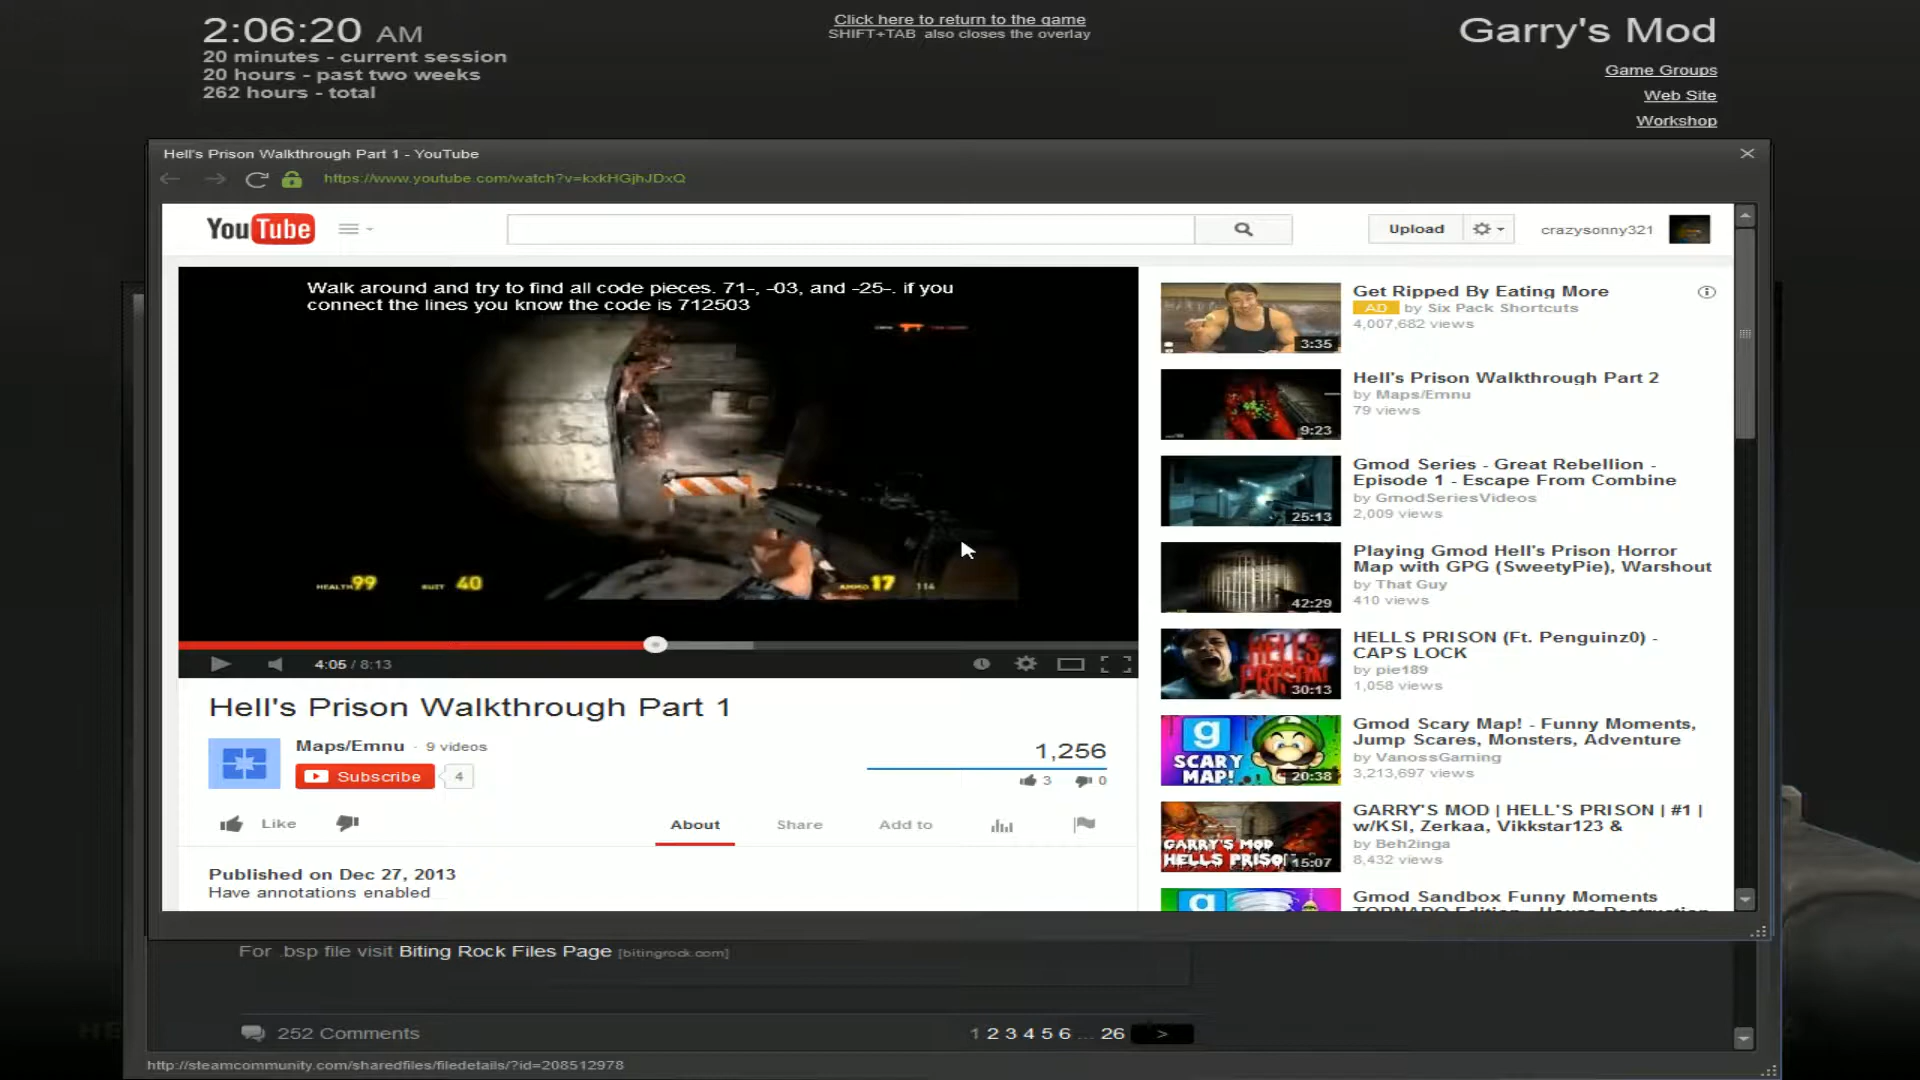 2:06:20 AM
20 minutes - current session
20 hours - past two weeks
262 hours - total
Click here to return to the game
SHIFT+TAB also closes the overlay
Garry's Mod
Game Groups
Web Site
Workshop
Hell's Prison Walkthrough Part 1 - YouTube
https://www.youtube.com/watch?v=kxkHGjhJDxQ
YouTube
Upload
crazysonny321
Walk around and try to find all code pieces. 71-, -03, and -25-. if you
connect the lines you know the code is 712503
HEALTH 99
SUIT 40
AMMO 17
114
4:05 / 8:13
Hell's Prison Walkthrough Part 1
Maps/Emnu · 9 videos
Subscribe 4
1,256
3 0
Like
About
Share
Add to
Published on Dec 27, 2013
Have annotations enabled
Get Ripped By Eating More
AD by Six Pack Shortcuts
4,007,682 views
3:35
Hell's Prison Walkthrough Part 2
by Maps/Emnu
79 views
9:23
Gmod Series - Great Rebellion -
Episode 1 - Escape From Combine
by GmodSeriesVideos
2,009 views
25:13
Playing Gmod Hell's Prison Horror
Map with GPG (SweetyPie), Warshout
by That Guy
410 views
42:29
HELLS PRISON (Ft. Penguinz0) -
CAPS LOCK
by pie189
1,058 views
HELLS
PRISON
30:13
Gmod Scary Map! - Funny Moments,
Jump Scares, Monsters, Adventure
by VanossGaming
3,213,697 views
g
SCARY
MAP!
20:38
GARRY'S MOD | HELL'S PRISON | #1 |
w/KSI, Zerkaa, Vikkstar123 &
by Beh2inga
8,432 views
GARRY'S MOD
HELLS PRISON
15:07
Gmod Sandbox Funny Moments
TORNADO Edition - House Destruction
For .bsp file visit Biting Rock Files Page [bitingrock.com]
252 Comments
1 2 3 4 5 6 ... 26 >
http://steamcommunity.com/sharedfiles/filedetails/?id=208512978